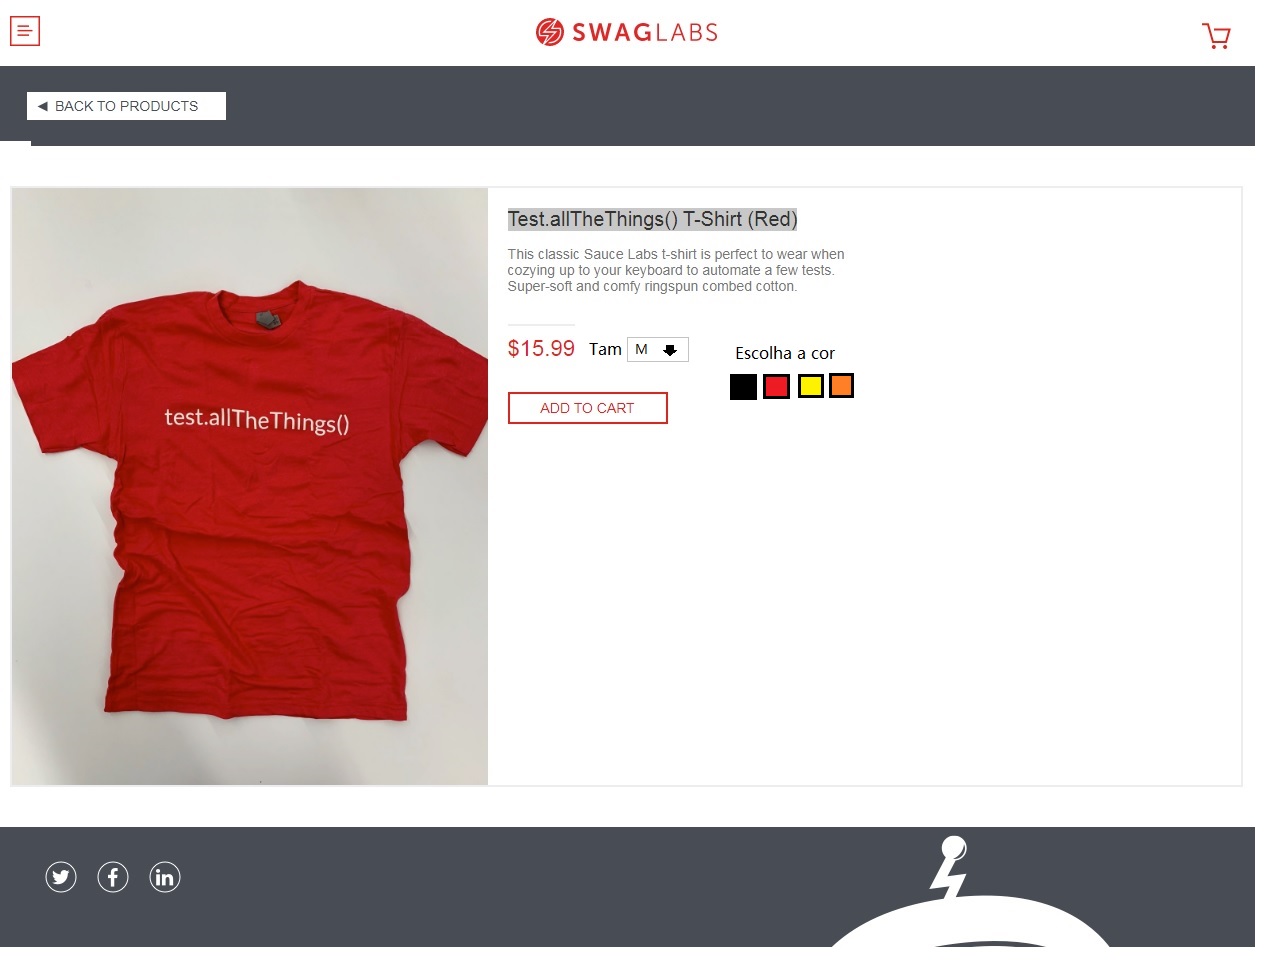 SWAGLABS
BACK TO PRODUCTS
Test.allTheThings() T-Shirt (Red)
This classic Sauce Labs t-shirt is perfect to wear when
cozying up to your keyboard to automate a few tests.
Super-soft and comfy ringspun combed cotton.
$15.99 Tam M
Escolha a cor
ADD TO CART
test.allTheThings()